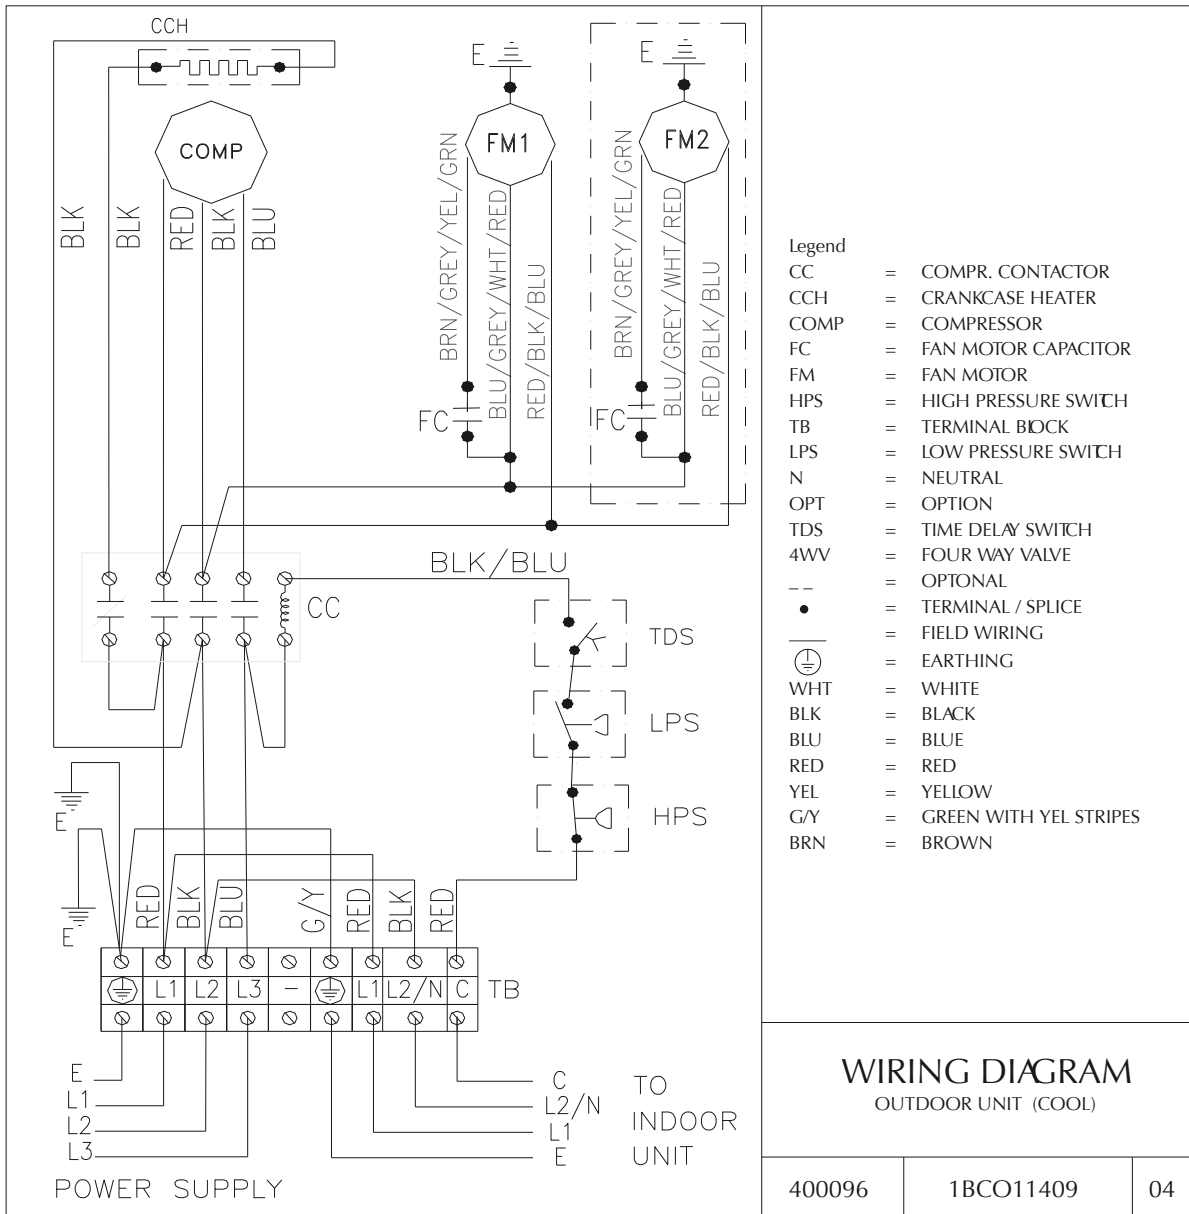 CCH
E
E
COMP
FM1
FM2
BLK
BLK
RED
BLK
BLU
BRN/GREY/YEL/GRN
BLU/GREY/WHT/RED
RED/BLK/BLU
BRN/GREY/YEL/GRN
BLU/GREY/WHT/RED
RED/BLK/BLU
FC
FC
BLK/BLU
CC
TDS
LPS
HPS
E
E
RED
BLK
BLU
G/Y
RED
BLK
RED
L1 L2 L3 – L1 L2/N C TB
E
L1
L2
L3
POWER SUPPLY
C
L2/N
L1
E
TO
INDOOR
UNIT
Legend
CC = COMPR. CONTACTOR
CCH = CRANKCASE HEATER
COMP = COMPRESSOR
FC = FAN MOTOR CAPACITOR
FM = FAN MOTOR
HPS = HIGH PRESSURE SWITCH
TB = TERMINAL BLOCK
LPS = LOW PRESSURE SWITCH
N = NEUTRAL
OPT = OPTION
TDS = TIME DELAY SWITCH
4WV = FOUR WAY VALVE
-- = OPTONAL
• = TERMINAL / SPLICE
___ = FIELD WIRING
= EARTHING
WHT = WHITE
BLK = BLACK
BLU = BLUE
RED = RED
YEL = YELLOW
G/Y = GREEN WITH YEL STRIPES
BRN = BROWN
WIRING DIAGRAM
OUTDOOR UNIT (COOL)
400096 1BCO11409 04